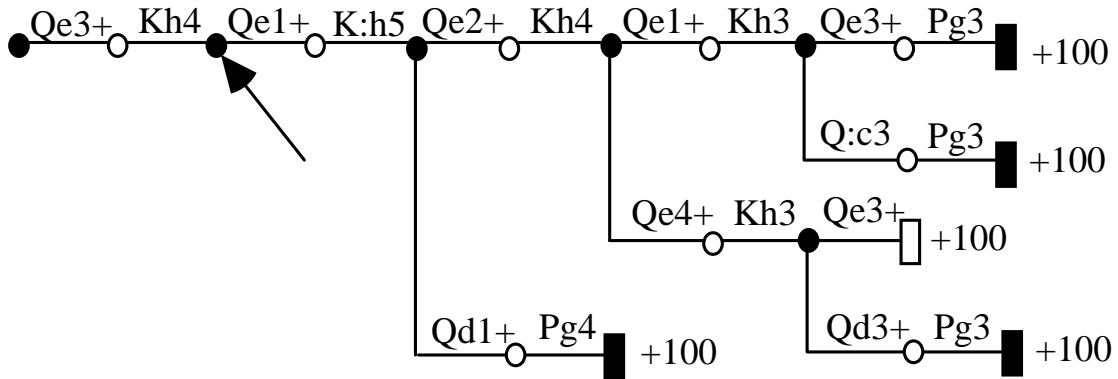 Qe3+ Kh4 Qe1+ K:h5 Qe2+ Kh4 Qe1+ Kh3 Qe3+ Pg3 +100
Q:c3 Pg3 +100
Qe4+ Kh3 Qe3+ +100
Qd1+ Pg4 +100 Qd3+ Pg3 +100